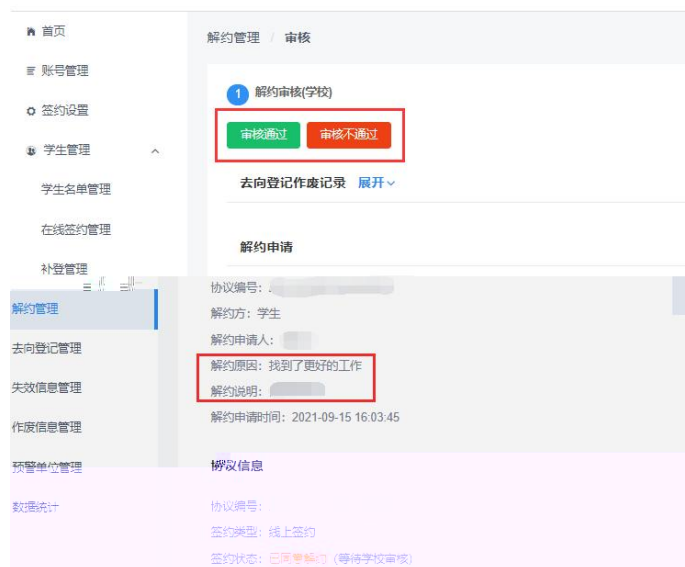 首页
账号管理
签约设置
学生管理
学生名单管理
在线签约管理
补登管理
解约管理
去向登记管理
失效信息管理
作废信息管理
预警单位管理
数据统计
解约管理 / 审核
1 解约审核(学校)
审核通过 审核不通过
去向登记作废记录 展开
解约申请
协议编号:
解约方:学生
解约申请人:
解约原因:找到了更好的工作
解约说明:
解约申请时间:2021-09-15 16:03:45
协议信息
协议编号:
签约类型:线上签约
签约状态:已同意解约(等待学校审核)